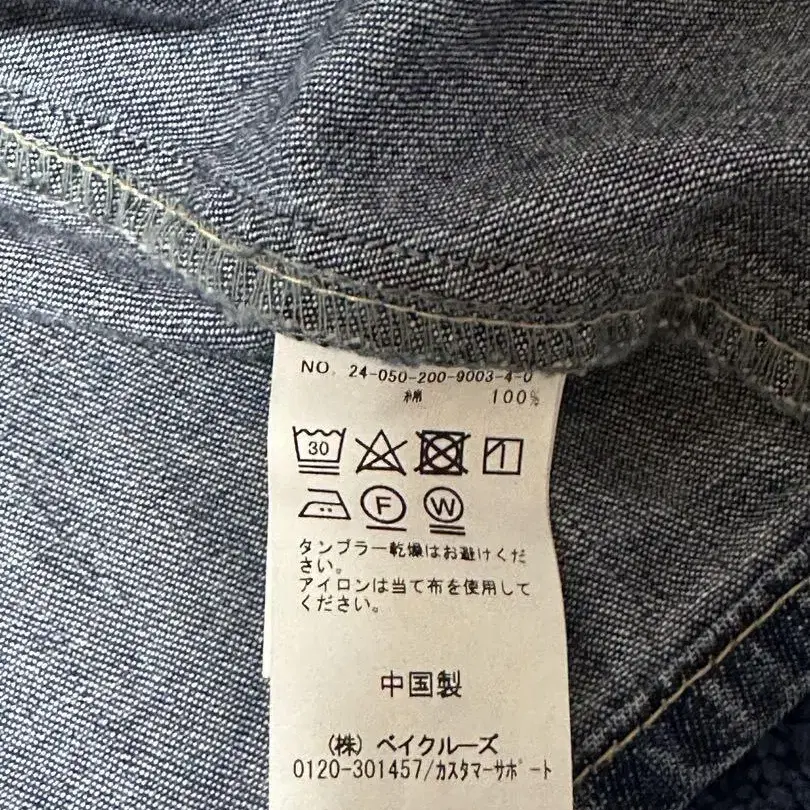 NO. 24-050-200-9003-4-0
綿 100%
30
F W
タンブラー乾燥はお避けくだ
さい。
アイロンは当て布を使用して
ください。
中国製
(株) ベイクルーズ
0120-301457/カスタマーサポート